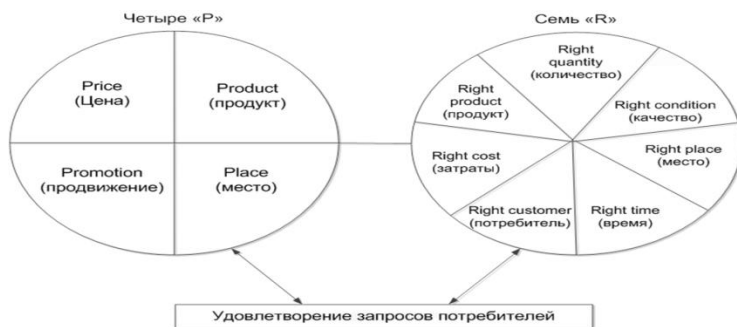 Четыре «P»
Price
(Цена)
Product
(продукт)
Promotion
(продвижение)
Place
(место)
Семь «R»
Right
quantity
(количество)
Right condition
(качество)
Right place
(место)
Right time
(время)
Right customer
(потребитель)
Right cost
(затраты)
Right
product
(продукт)
Удовлетворение запросов потребителей